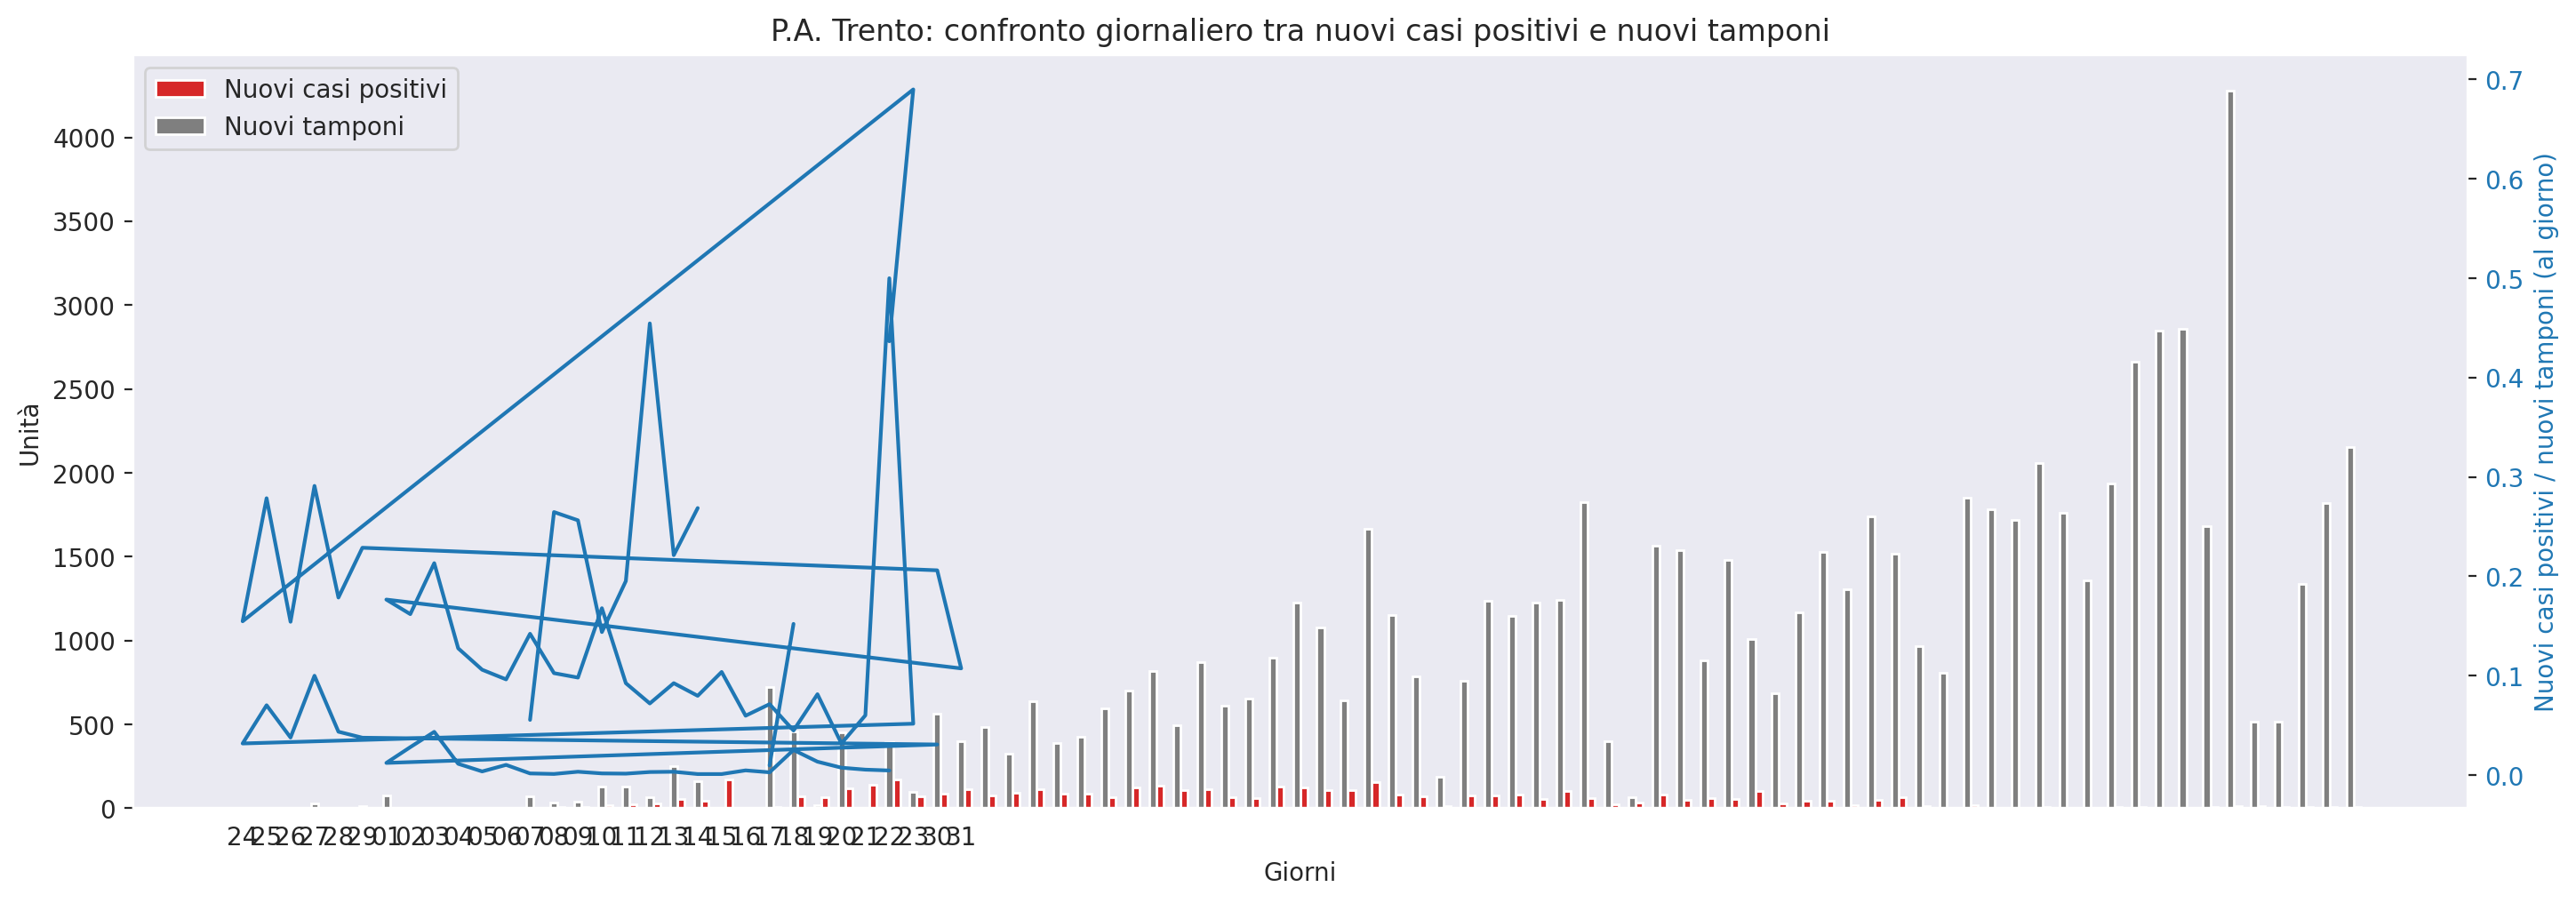 P.A. Trento: confronto giornaliero tra nuovi casi positivi e nuovi tamponi
Nuovi casi positivi
Nuovi tamponi
Unità
4000
3500
3000
2500
2000
1500
1000
500
0
0.7
0.6
0.5
0.4
0.3
0.2
0.1
0.0
Nuovi casi positivi / nuovi tamponi (al giorno)
24 25 26 27 28 29 01 02 03 04 05 06 07 08 09 10 11 12 13 14 15 16 17 18 19 20 21 22 23 30 31
Giorni